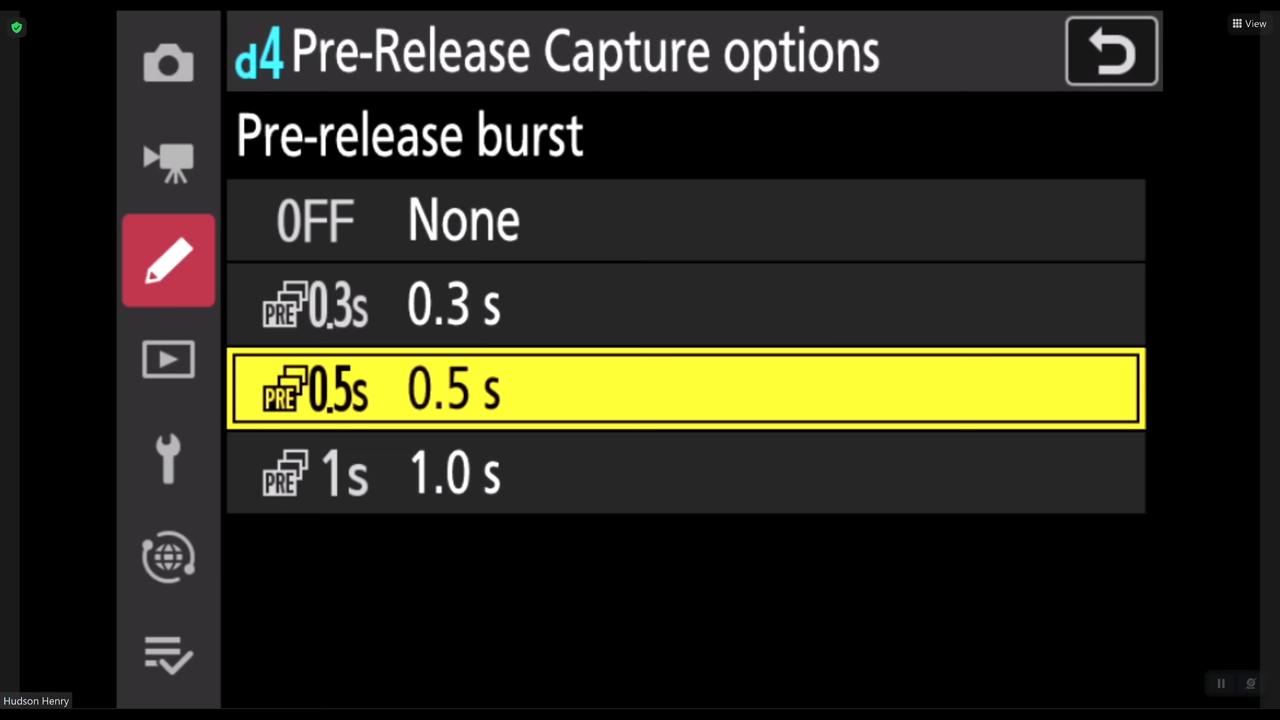 View
d4 Pre-Release Capture options
Pre-release burst
OFF None
PRE 0.3s 0.3 s
PRE 0.5s 0.5 s
PRE 1s 1.0 s
Hudson Henry